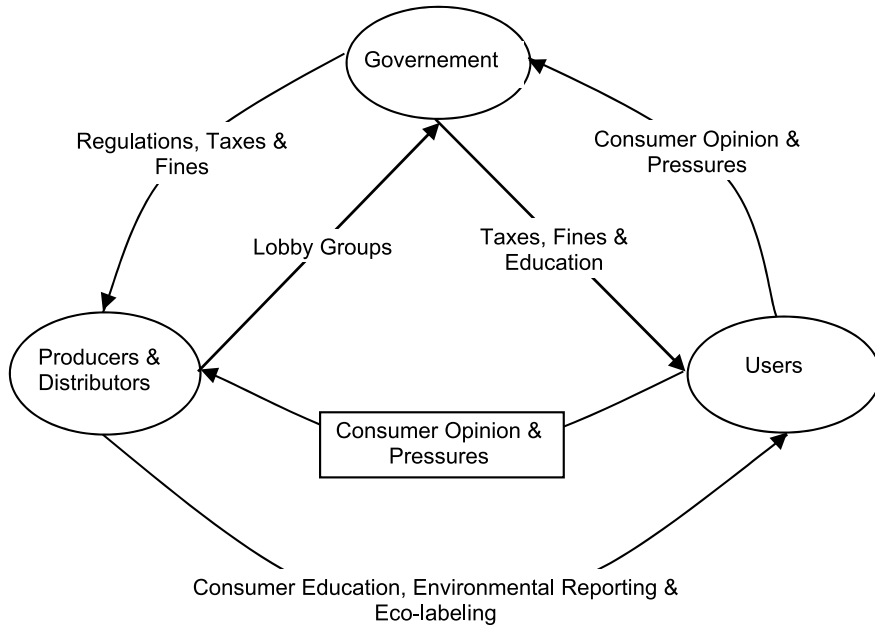 Governement
Regulations, Taxes &
Fines
Consumer Opinion &
Pressures
Lobby Groups
Taxes, Fines &
Education
Producers &
Distributors
Users
Consumer Opinion &
Pressures
Consumer Education, Environmental Reporting &
Eco-labeling